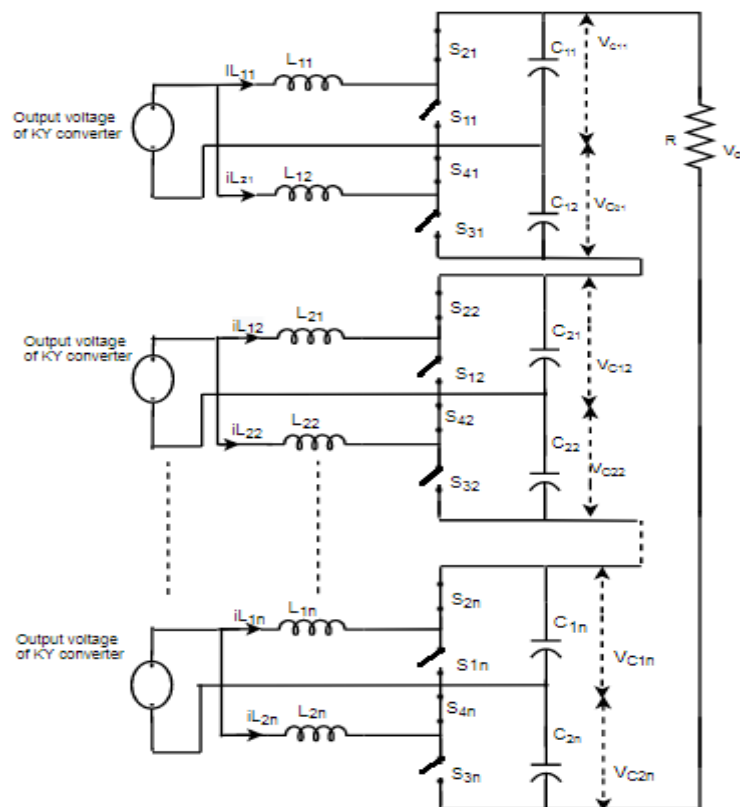 S21
C11
Vc11
iL11
L11
Output voltage
of KY converter
S11
R
S41
iL21
L12
C12
VC21
S31
S22
iL12
L21
C21
Output voltage
of KY converter
S12
VC12
S42
iL22
L22
C22
VC22
S32
S2n
iL1n
L1n
C1n
Output voltage
of KY converter
S1n
VC1n
S4n
iL2n
L2n
C2n
S3n
VC2n